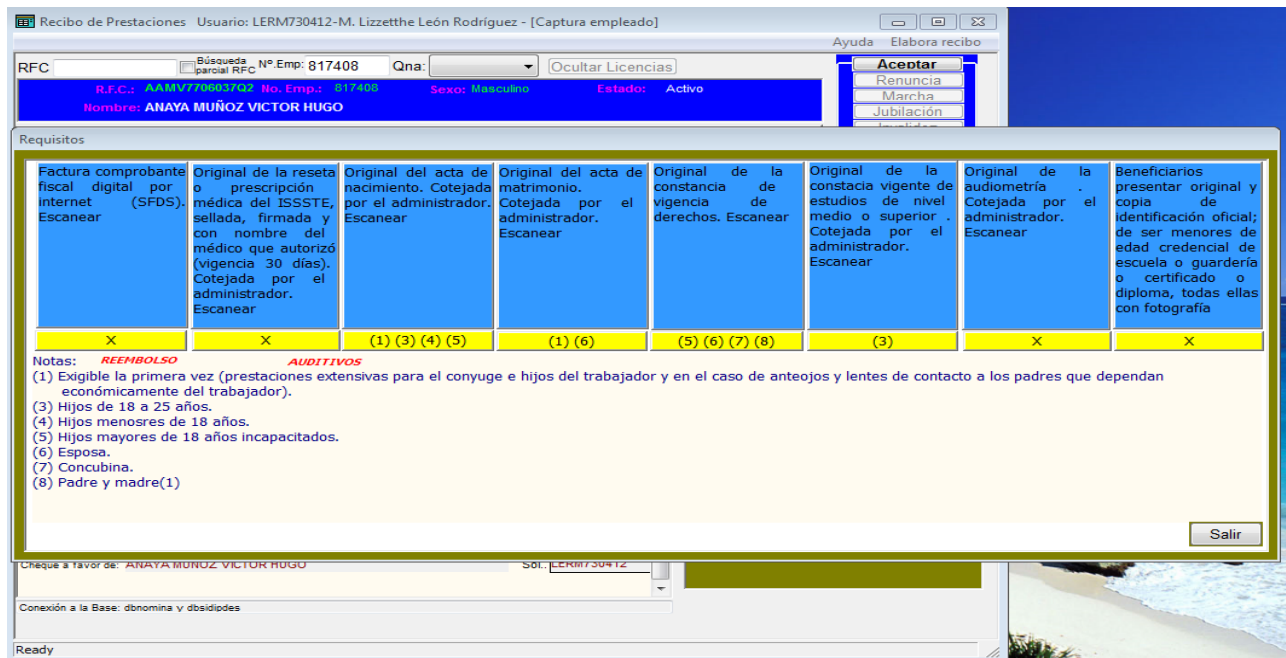 Recibo de Prestaciones   Usuario: LERM730412-M. Lizzetthe León Rodríguez - [Captura empleado]
Ayuda   Elabora recibo
RFC   Búsqueda parcial RFC   Nº.Emp: 817408   Qna:   Ocultar Licencias   Aceptar
Renuncia
R.F.C.: AAMV7706037Q2   No. Emp.: 817408   Sexo: Masculino   Estado: Activo
Marcha
Nombre: ANAYA MUÑOZ VICTOR HUGO
Jubilación
Requisitos
Factura comprobante
fiscal digital por
internet (SFDS).
Escanear
Original de la reseta
o prescripción
médica del ISSSTE,
sellada, firmada y
con nombre del
médico que autorizó
(vigencia 30 días).
Cotejada por el
administrador.
Escanear
Original del acta de
nacimiento. Cotejada
por el administrador.
Escanear
Original del acta de
matrimonio.
Cotejada por el
administrador.
Escanear
Original de la
constancia de
vigencia de
derechos. Escanear
Original de la
constacia vigente de
estudios de nivel
medio o superior .
Cotejada por el
administrador.
Escanear
Original de la
audiometría .
Cotejada por el
administrador.
Escanear
Beneficiarios
presentar original y
copia de
identificación oficial;
de ser menores de
edad credencial de
escuela o guardería
o certificado o
diploma, todas ellas
con fotografía
X   X   (1) (3) (4) (5)   (1) (6)   (5) (6) (7) (8)   (3)   X   X
Notas:   REEMBOLSO   AUDITIVOS
(1) Exigible la primera vez (prestaciones extensivas para el conyuge e hijos del trabajador y en el caso de anteojos y lentes de contacto a los padres que dependan
económicamente del trabajador).
(3) Hijos de 18 a 25 años.
(4) Hijos menosres de 18 años.
(5) Hijos mayores de 18 años incapacitados.
(6) Esposa.
(7) Concubina.
(8) Padre y madre(1)
Salir
Cheque a favor de: ANAYA MUÑOZ VICTOR HUGO   Sol.: LERM730412
Conexión a la Base: dbnomina y dbsidipdes
Ready